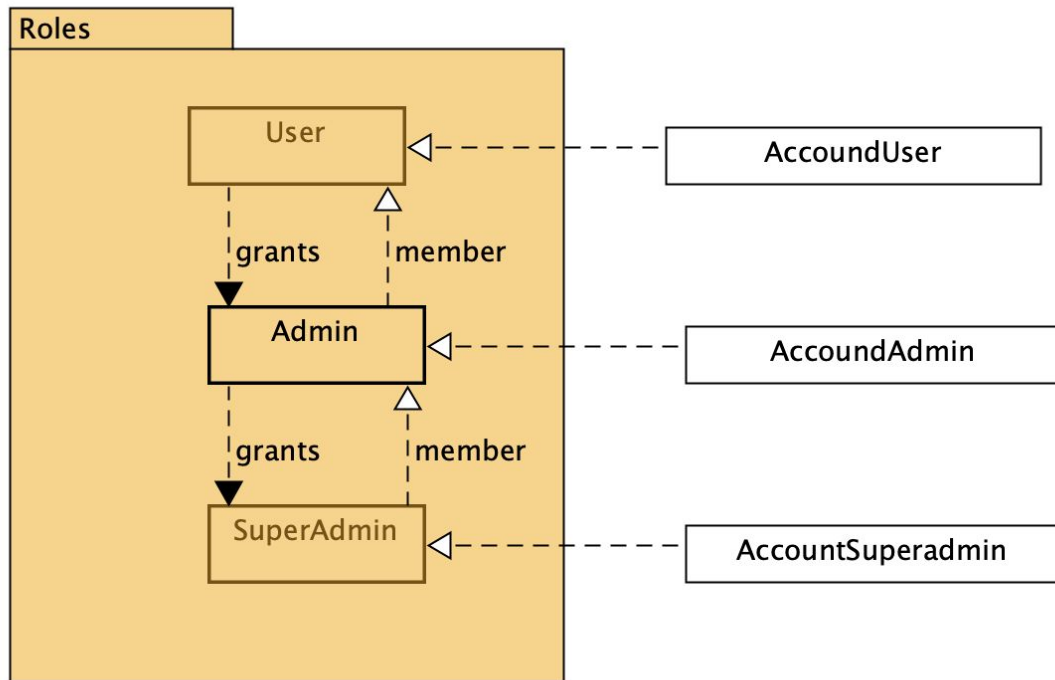 Roles
User
AccoundUser
grants
member
Admin
AccoundAdmin
grants
member
SuperAdmin
AccountSuperadmin